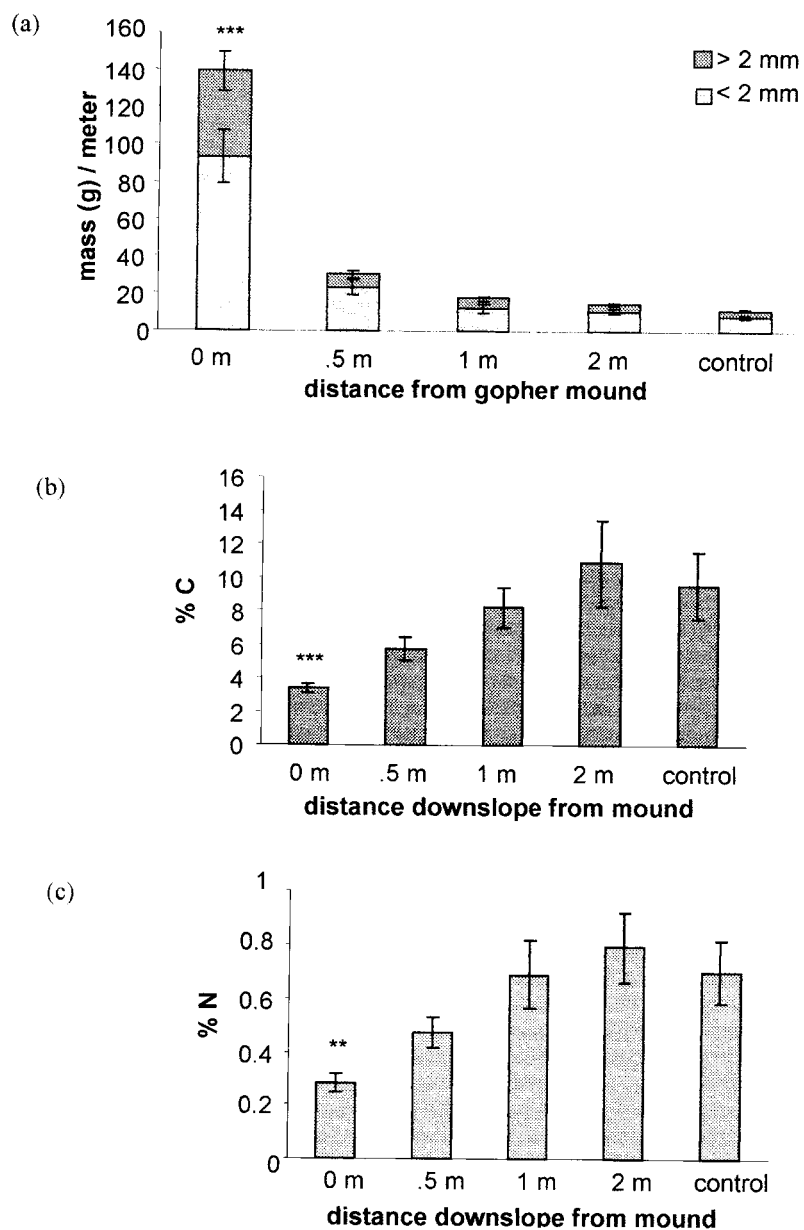 (a)
***
> 2 mm
< 2 mm
160
140
120
100
80
60
40
20
0
mass (g) / meter
0 m .5 m 1 m 2 m control
distance from gopher mound
(b)
16
14
12
10
8
6
4
2
0
% C
***
0 m .5 m 1 m 2 m control
distance downslope from mound
(c)
1
0.8
0.6
0.4
0.2
0
% N
**
0 m .5 m 1 m 2 m control
distance downslope from mound